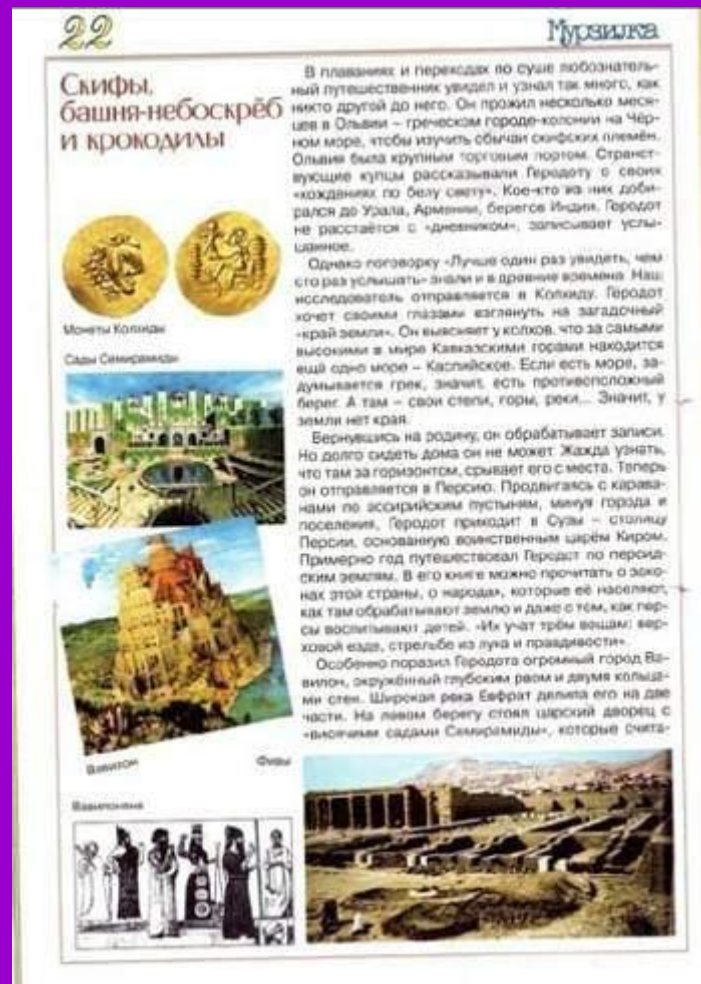 22
Мурзилка
Скифы,
башня-небоскрёб
и крокодилы
В плаваниях и переходах по суше любознатель-
ный путешественник увидел и узнал так много, как
никто другой до него. Он прожил несколько меся-
цев в Ольвии – греческом городе-колонии на Чёр-
ном море, чтобы изучить обычаи скифских племён.
Ольвия была крупным торговым портом. Странст-
вующие купцы рассказывали Геродоту о своих
«хождениях по белу свету». Кое-кто из них доби-
рался до Урала, Армении, берегов Индии. Геродот
не расстаётся с «дневником», записывает услы-
шанное.
Однако поговорку «Лучше один раз увидеть, чем
сто раз услышать» знали и в древние времена. Наш
исследователь отправляется в Колхиду. Геродот
хочет своими глазами взглянуть на загадочный
«край земли». Он выясняет у колхов, что за самыми
высокими в мире Кавказскими горами находится
ещё одно море – Каспийское. Если есть море, за-
думывается грек, значит, есть противоположный
берег. А там – свои степи, горы, реки... Значит, у
земли нет края.
Вернувшись на родину, он обрабатывает записи.
Но долго сидеть дома он не может. Жажда узнать,
что там за горизонтом, срывает его с места. Теперь
он отправляется в Персию. Продвигаясь с карава-
нами по ассирийским пустыням, минуя города и
поселения, Геродот приходит в Сузы – столицу
Персии, основанную воинственным царём Киром.
Примерно год путешествовал Геродот по персид-
ским землям. В его книге можно прочитать о зако-
нах этой страны, о народах, которые её населяют,
как там обрабатывают землю и даже о том, как пер-
сы воспитывают детей. «Их учат трём вещам: вер-
ховой езде, стрельбе из лука и правдивости».
Особенно поразил Геродота огромный город Ва-
вилон, окружённый глубоким рвом и двумя кольца-
ми стен. Широкая река Евфрат делила его на две
части. На левом берегу стоял царский дворец с
«висячими садами Семирамиды», которые счита-
Монеты Колхиды
Сады Семирамиды
Вавилон
Фивы
Вавилоняне